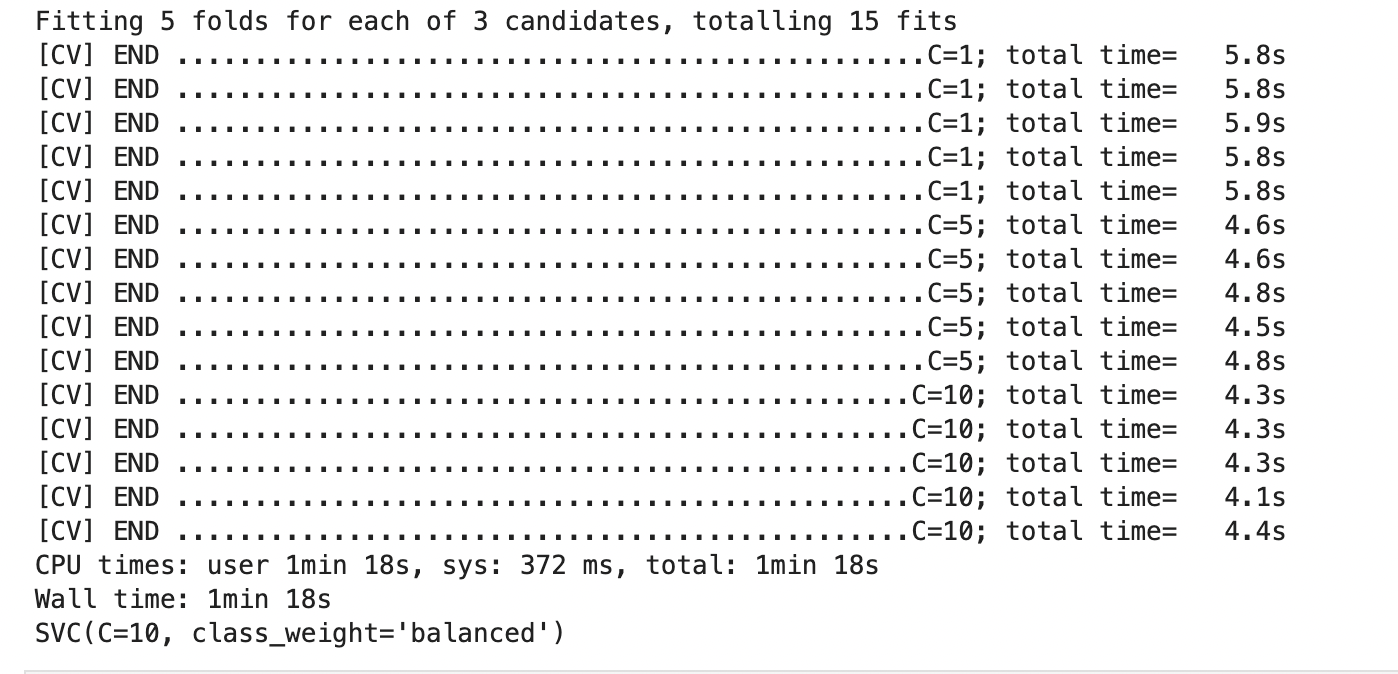 Fitting 5 folds for each of 3 candidates, totalling 15 fits
[CV] END ................................................C=1; total time=   5.8s
[CV] END ................................................C=1; total time=   5.8s
[CV] END ................................................C=1; total time=   5.9s
[CV] END ................................................C=1; total time=   5.8s
[CV] END ................................................C=1; total time=   5.8s
[CV] END ................................................C=5; total time=   4.6s
[CV] END ................................................C=5; total time=   4.6s
[CV] END ................................................C=5; total time=   4.8s
[CV] END ................................................C=5; total time=   4.5s
[CV] END ................................................C=5; total time=   4.8s
[CV] END ...............................................C=10; total time=   4.3s
[CV] END ...............................................C=10; total time=   4.3s
[CV] END ...............................................C=10; total time=   4.3s
[CV] END ...............................................C=10; total time=   4.1s
[CV] END ...............................................C=10; total time=   4.4s
CPU times: user 1min 18s, sys: 372 ms, total: 1min 18s
Wall time: 1min 18s
SVC(C=10, class_weight='balanced')